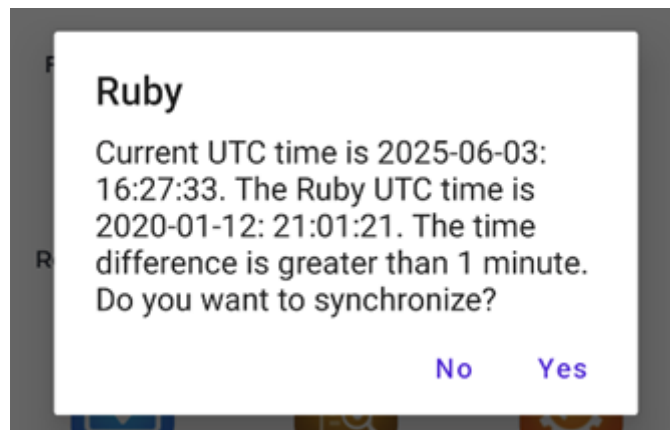 Ruby
Current UTC time is 2025-06-03:
16:27:33. The Ruby UTC time is
2020-01-12: 21:01:21. The time
difference is greater than 1 minute.
Do you want to synchronize?
No Yes